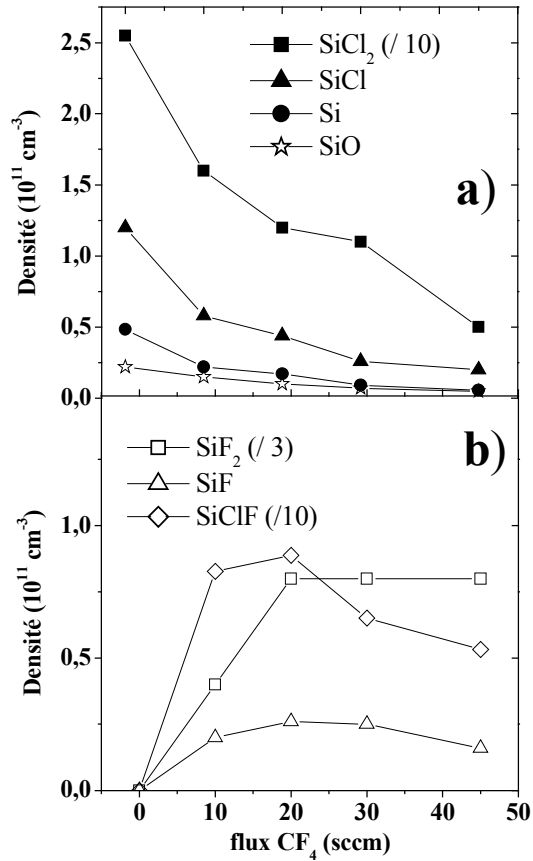 2,5
2,0
1,5
1,0
0,5
0,0
Densité (10¹¹ cm⁻³)
SiCl₂ (/ 10)
SiCl
Si
SiO
a)
1,0
0,5
0,0
Densité (10¹¹ cm⁻³)
SiF₂ (/ 3)
SiF
SiClF (/10)
b)
0 10 20 30 40 50
flux CF₄ (sccm)